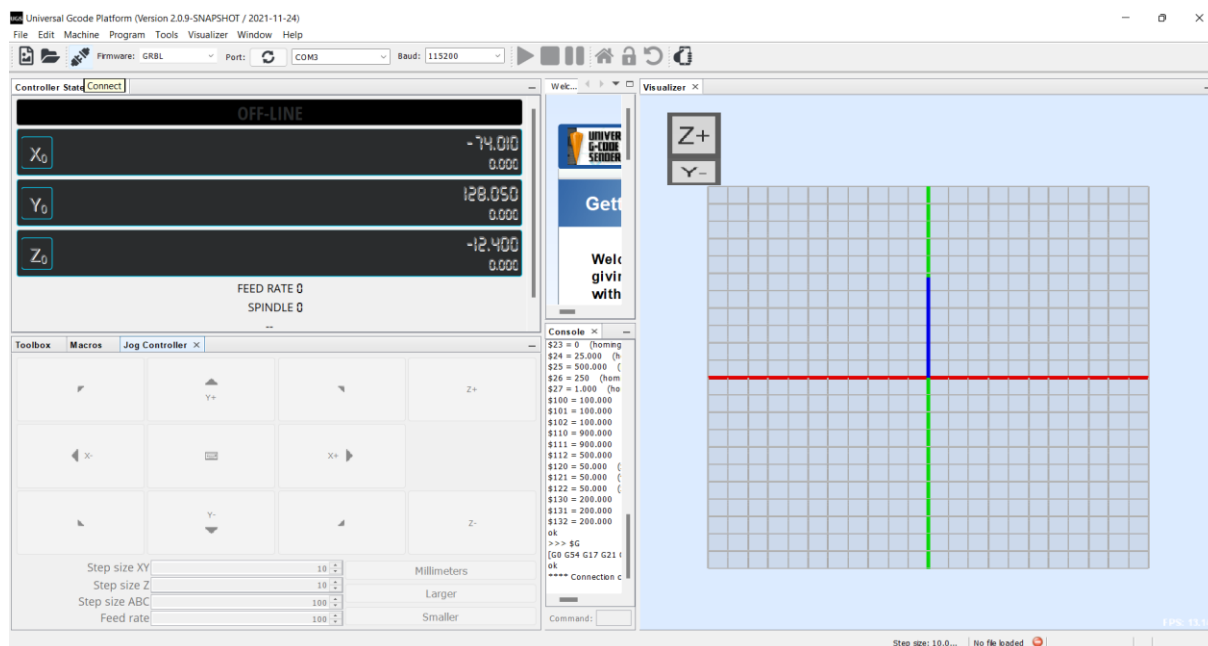 UGS Universal Gcode Platform (Version 2.0.9-SNAPSHOT / 2021-11-24)
File Edit Machine Program Tools Visualizer Window Help
Firmware: GRBL Port: COM3 Baud: 115200
Controller State Connect
OFF-LINE
X0 -74.010
0.000
Y0 128.050
0.000
Z0 -12.400
0.000
FEED RATE 0
SPINDLE 0
--
Toolbox Macros Jog Controller
Y+
Z+
X-
X+
Y-
Z-
Step size XY 10 Millimeters
Step size Z 10
Larger
Step size ABC 100
Feed rate 100 Smaller
Welc...
UNIVER
G-CODE
SENDER
Gett
Welc
givir
with
Console
$23 = 0 (homing
$24 = 25.000 (h
$25 = 500.000 (
$26 = 250 (hom
$27 = 1.000 (ho
$100 = 100.000
$101 = 100.000
$102 = 100.000
$110 = 900.000
$111 = 900.000
$112 = 500.000
$120 = 50.000 (
$121 = 50.000 (
$122 = 50.000 (
$130 = 200.000
$131 = 200.000
$132 = 200.000
ok
>>> $G
[G0 G54 G17 G21
ok
**** Connection c
Command:
Visualizer
Z+
Y-
Step size: 10.0... No file loaded